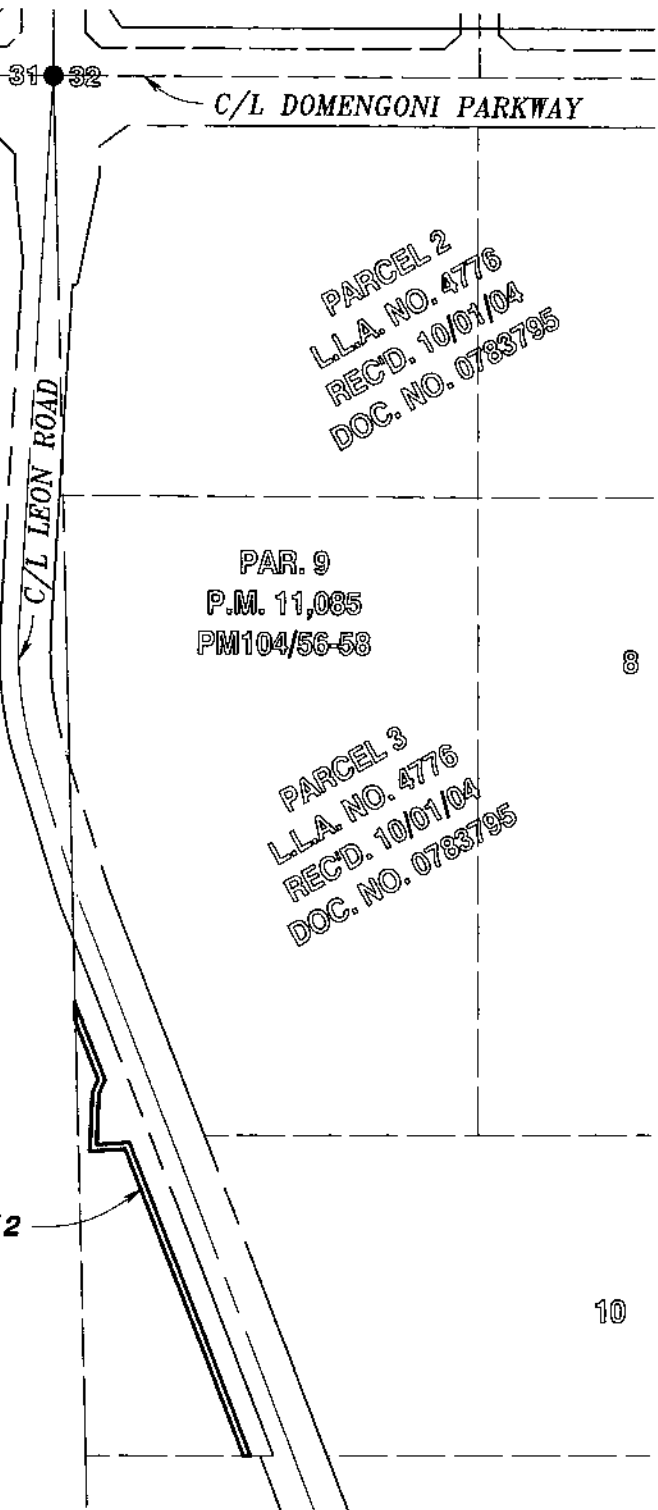 31 32
C/L DOMENGONI PARKWAY
PARCEL 2
L.L.A. NO. 4776
REC'D. 10/01/04
DOC. NO. 0783795
C/L LEON ROAD
PAR. 9
P.M. 11,085
PM104/56-58
8
PARCEL 3
L.L.A. NO. 4776
REC'D. 10/01/04
DOC. NO. 0783795
2
10